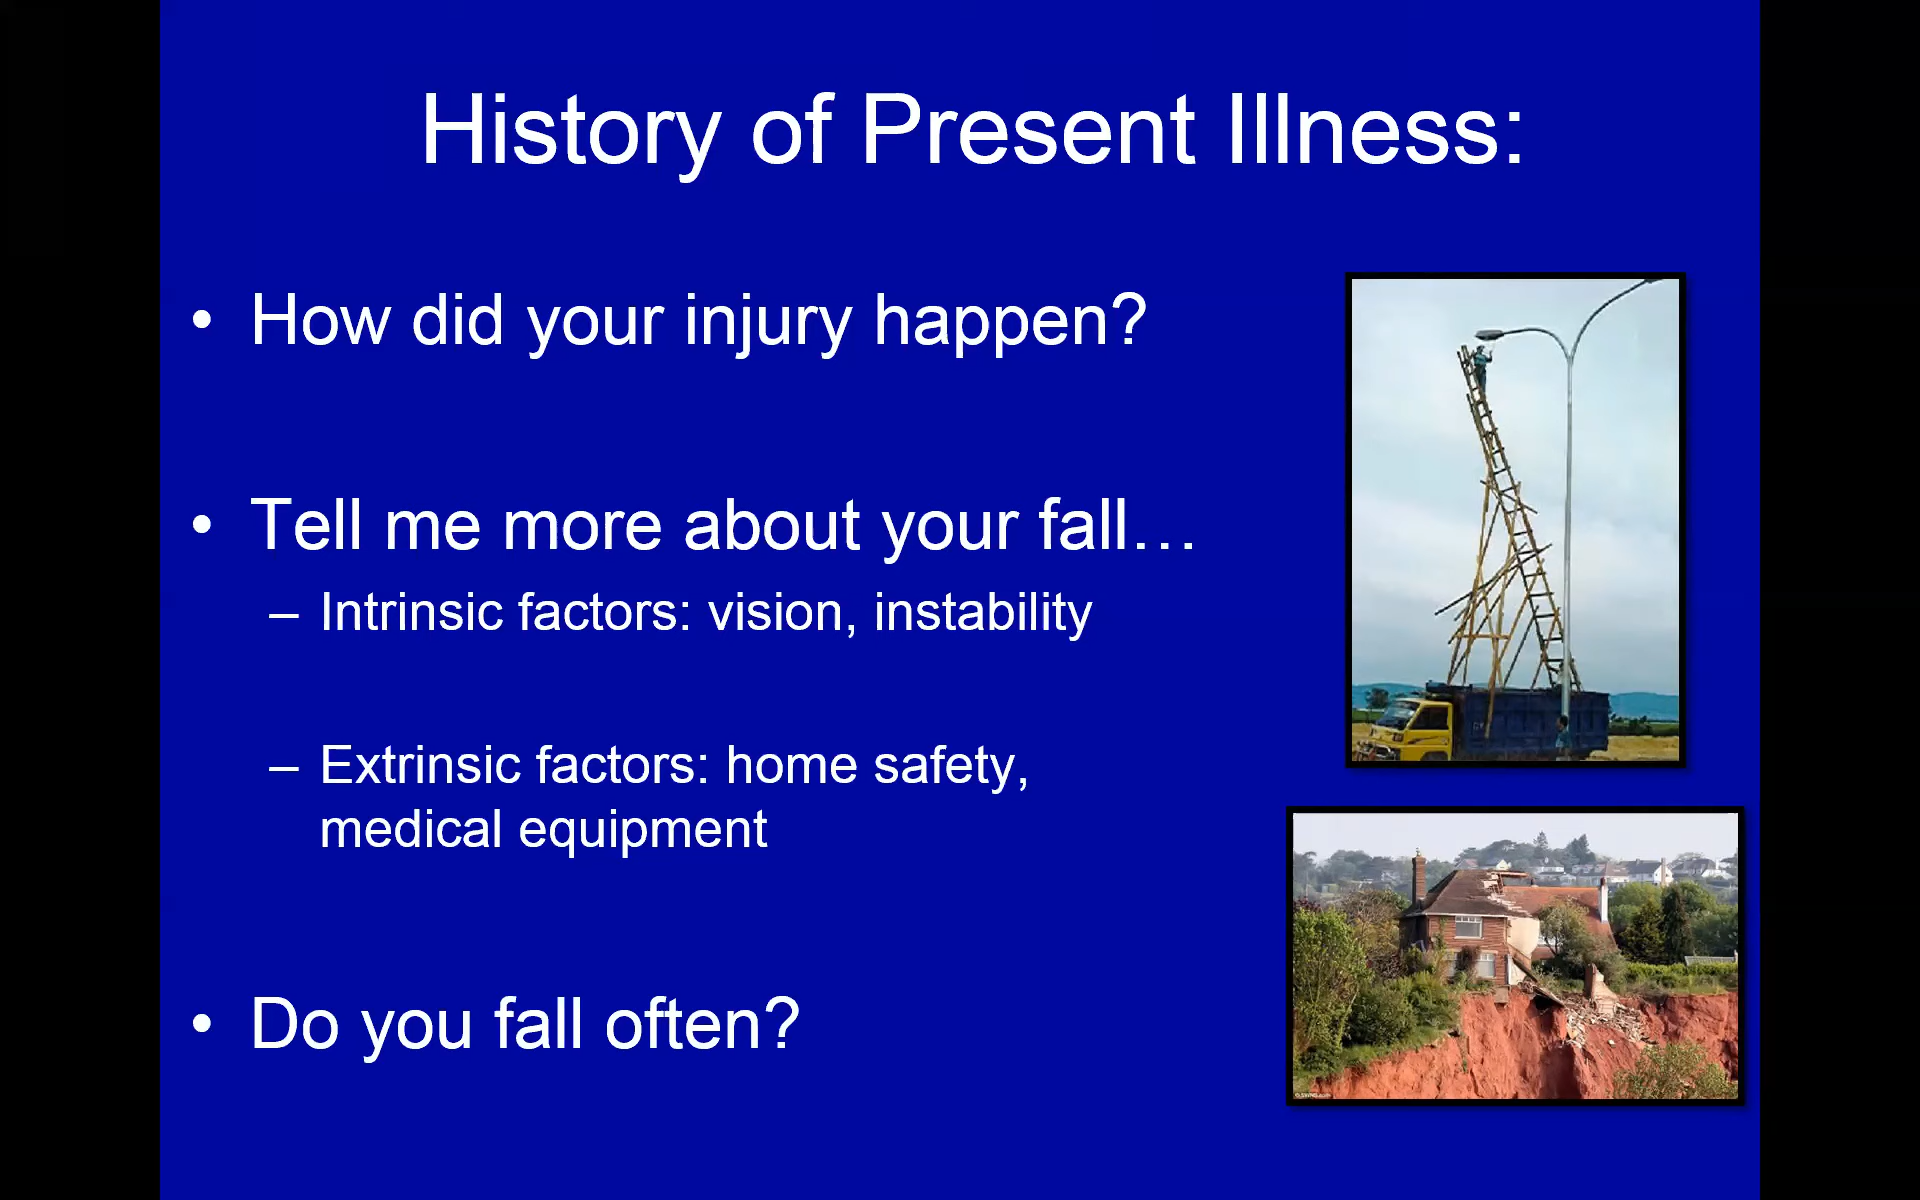 History of Present Illness:
• How did your injury happen?
• Tell me more about your fall…
– Intrinsic factors: vision, instability
– Extrinsic factors: home safety,
medical equipment
• Do you fall often?